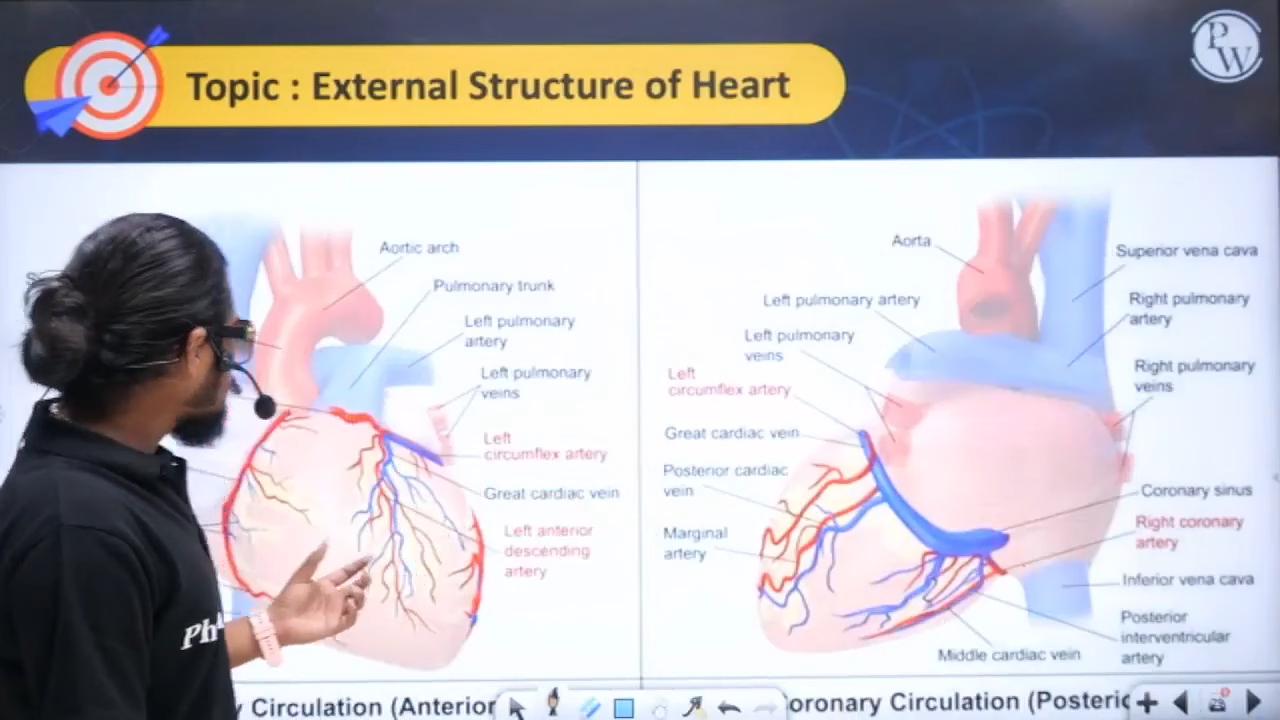 Topic : External Structure of Heart
PW
Aortic arch
Pulmonary trunk
Left pulmonary
artery
Left pulmonary
veins
Left
circumflex artery
Great cardiac vein
Left anterior
descending
artery
Circulation (Anterior
Aorta
Superior vena cava
Left pulmonary artery
Right pulmonary
artery
Left pulmonary
veins
Right pulmonary
veins
Left
circumflex artery
Great cardiac vein
Posterior cardiac
vein
Marginal
artery
Coronary sinus
Right coronary
artery
Inferior vena cava
Posterior
interventricular
artery
Middle cardiac vein
oronary Circulation (Posteric
Ph